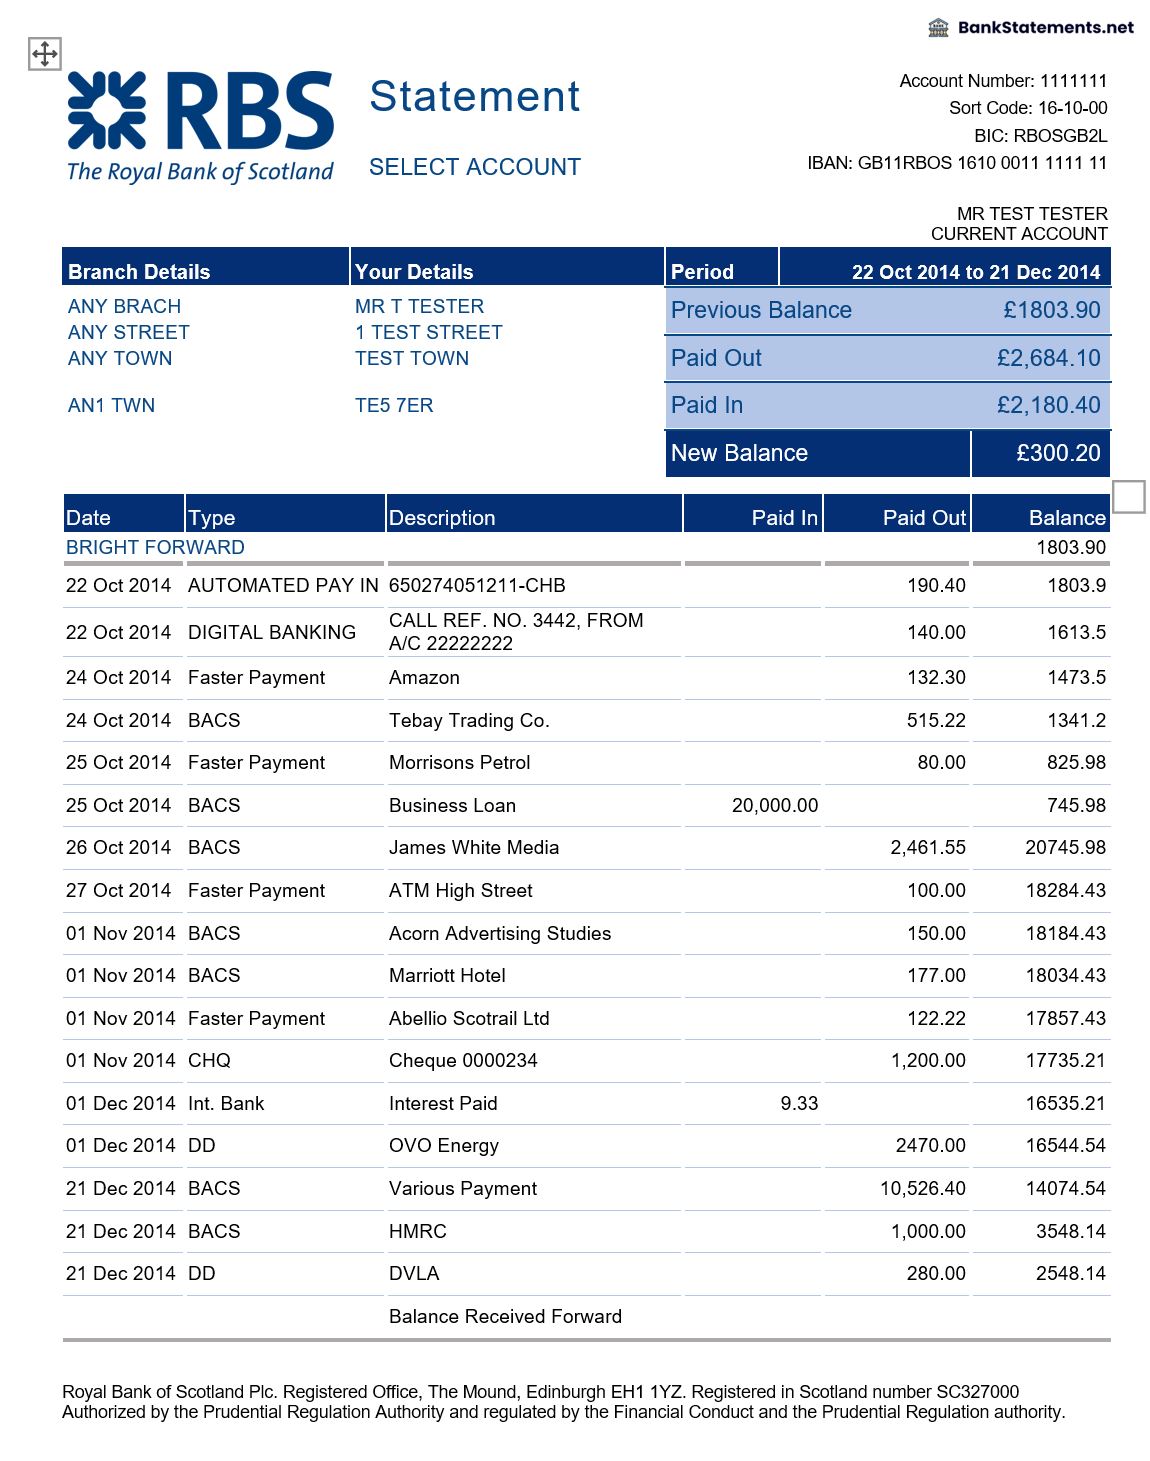 BankStatements.net
RBS
The Royal Bank of Scotland
Statement
SELECT ACCOUNT
Account Number: 1111111
Sort Code: 16-10-00
BIC: RBOSGB2L
IBAN: GB11RBOS 1610 0011 1111 11
MR TEST TESTER
CURRENT ACCOUNT
Branch Details Your Details Period 22 Oct 2014 to 21 Dec 2014
ANY BRACH MR T TESTER Previous Balance £1803.90
ANY STREET 1 TEST STREET
ANY TOWN TEST TOWN Paid Out £2,684.10
AN1 TWN TE5 7ER Paid In £2,180.40
New Balance £300.20
Date Type Description Paid In Paid Out Balance
BRIGHT FORWARD 1803.90
22 Oct 2014 AUTOMATED PAY IN 650274051211-CHB 190.40 1803.9
22 Oct 2014 DIGITAL BANKING CALL REF. NO. 3442, FROM
A/C 22222222 140.00 1613.5
24 Oct 2014 Faster Payment Amazon 132.30 1473.5
24 Oct 2014 BACS Tebay Trading Co. 515.22 1341.2
25 Oct 2014 Faster Payment Morrisons Petrol 80.00 825.98
25 Oct 2014 BACS Business Loan 20,000.00 745.98
26 Oct 2014 BACS James White Media 2,461.55 20745.98
27 Oct 2014 Faster Payment ATM High Street 100.00 18284.43
01 Nov 2014 BACS Acorn Advertising Studies 150.00 18184.43
01 Nov 2014 BACS Marriott Hotel 177.00 18034.43
01 Nov 2014 Faster Payment Abellio Scotrail Ltd 122.22 17857.43
01 Nov 2014 CHQ Cheque 0000234 1,200.00 17735.21
01 Dec 2014 Int. Bank Interest Paid 9.33 16535.21
01 Dec 2014 DD OVO Energy 2470.00 16544.54
21 Dec 2014 BACS Various Payment 10,526.40 14074.54
21 Dec 2014 BACS HMRC 1,000.00 3548.14
21 Dec 2014 DD DVLA 280.00 2548.14
Balance Received Forward
Royal Bank of Scotland Plc. Registered Office, The Mound, Edinburgh EH1 1YZ. Registered in Scotland number SC327000
Authorized by the Prudential Regulation Authority and regulated by the Financial Conduct and the Prudential Regulation authority.